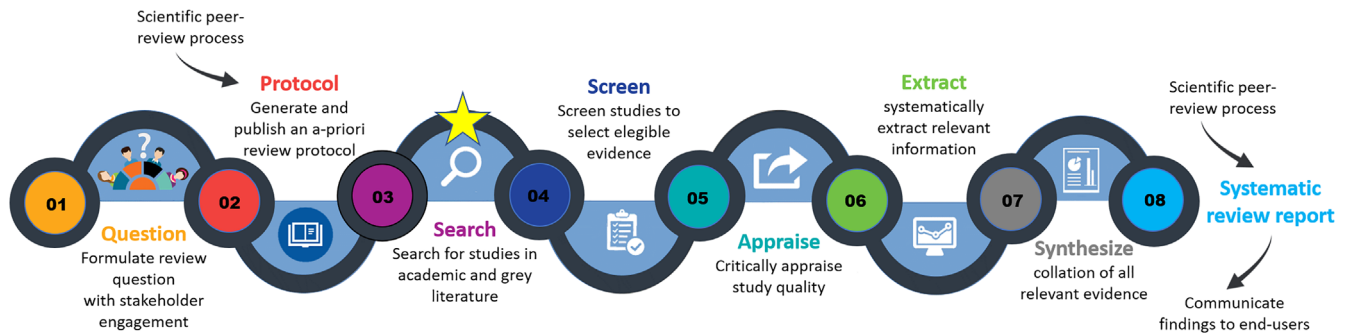 Scientific peer-
review process
01
Question
Formulate review
question
with stakeholder
engagement
?
02
Protocol
Generate and
publish an a-priori
review protocol
03
Search
Search for studies in
academic and grey
literature
04
Screen
Screen studies to
select elegible
evidence
05
Appraise
Critically appraise
study quality
06
Extract
systematically
extract relevant
information
07
Synthesize
collation of all
relevant evidence
08
Scientific peer-
review process
Systematic
review report
Communicate
findings to end-users